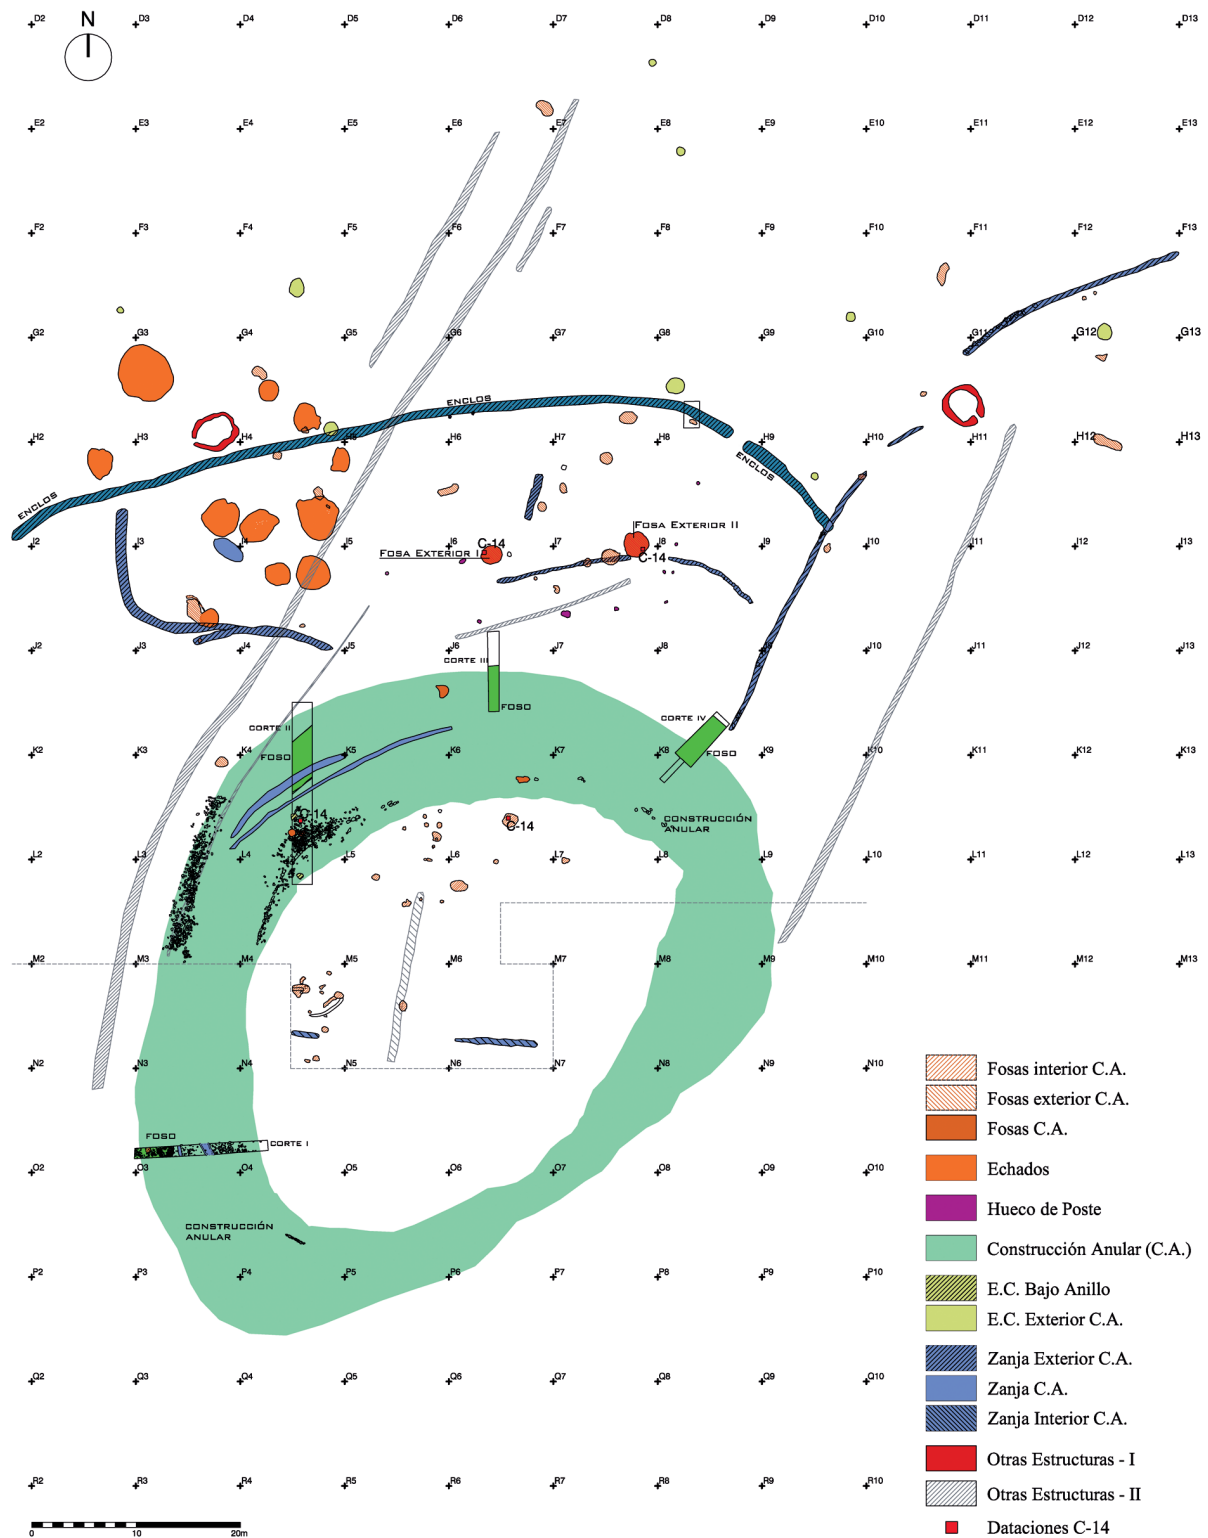 N
D2 D3 D4 D5 D6 D7 D8 D9 D10 D11 D12 D13
E2 E3 E4 E5 E6 E7 E8 E9 E10 E11 E12 E13
F2 F3 F4 F5 F6 F7 F8 F9 F10 F11 F12 F13
G2 G3 G4 G5 G6 G7 G8 G9 G10 G11 G12 G13
ENCLOS
H2 H3 H4 H5 H6 H7 H8 H9 H10 H11 H12 H13
ENCLOS
ENCLOS
FOSA EXTERIOR II
I2 I3 I4 I5 I6 I7 I8 I9 I10 I11 I12 I13
C-14
FOSA EXTERIOR I
C-14
J2 J3 J4 J5 J6 J7 J8 J9 J10 J11 J12 J13
CORTE III
FOSO
CORTE IV
CORTE II
FOSO
FOSO
K2 K3 K4 K5 K6 K7 K8 K9 K10 K11 K12 K13
C-14
C-14
CONSTRUCCIÓN
ANULAR
L2 L3 L4 L5 L6 L7 L8 L9 L10 L11 L12 L13
M2 M3 M4 M5 M6 M7 M8 M9 M10 M11 M12 M13
N2 N3 N4 N5 N6 N7 N8 N9 N10
FOSO
CORTE I
O2 O3 O4 O5 O6 O7 O8 O9 O10
CONSTRUCCIÓN
ANULAR
P2 P3 P4 P5 P6 P7 P8 P9 P10
Q2 Q3 Q4 Q5 Q6 Q7 Q8 Q9 Q10
R2 R3 R4 R5 R6 R7 R8 R9 R10
0 10 20m
Fosas interior C.A.
Fosas exterior C.A.
Fosas C.A.
Echados
Hueco de Poste
Construcción Anular (C.A.)
E.C. Bajo Anillo
E.C. Exterior C.A.
Zanja Exterior C.A.
Zanja C.A.
Zanja Interior C.A.
Otras Estructuras - I
Otras Estructuras - II
Dataciones C-14